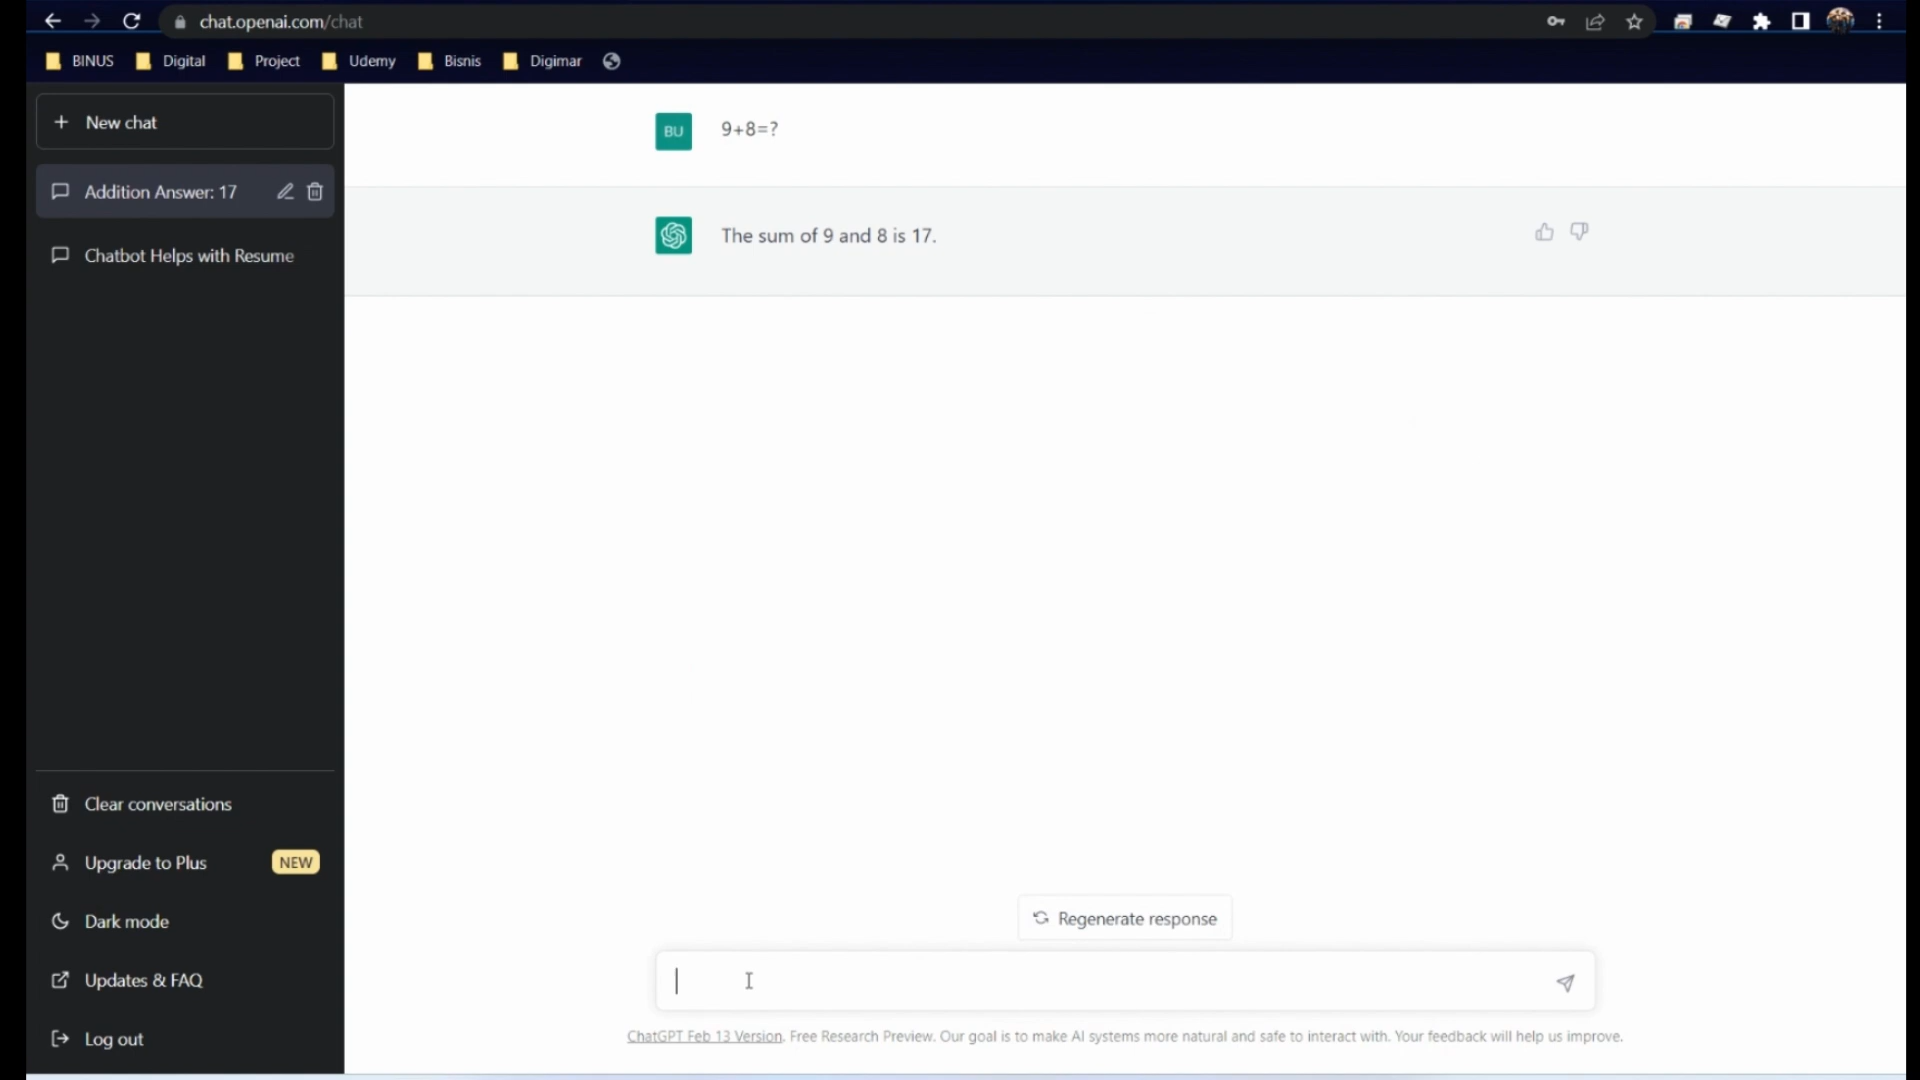 chat.openai.com/chat
BINUS Digital Project Udemy Bisnis Digimar
New chat
Addition Answer: 17
Chatbot Helps with Resume
Clear conversations
Upgrade to Plus NEW
Dark mode
Updates & FAQ
Log out
BU 9+8=?
The sum of 9 and 8 is 17.
Regenerate response
ChatGPT Feb 13 Version. Free Research Preview. Our goal is to make AI systems more natural and safe to interact with. Your feedback will help us improve.